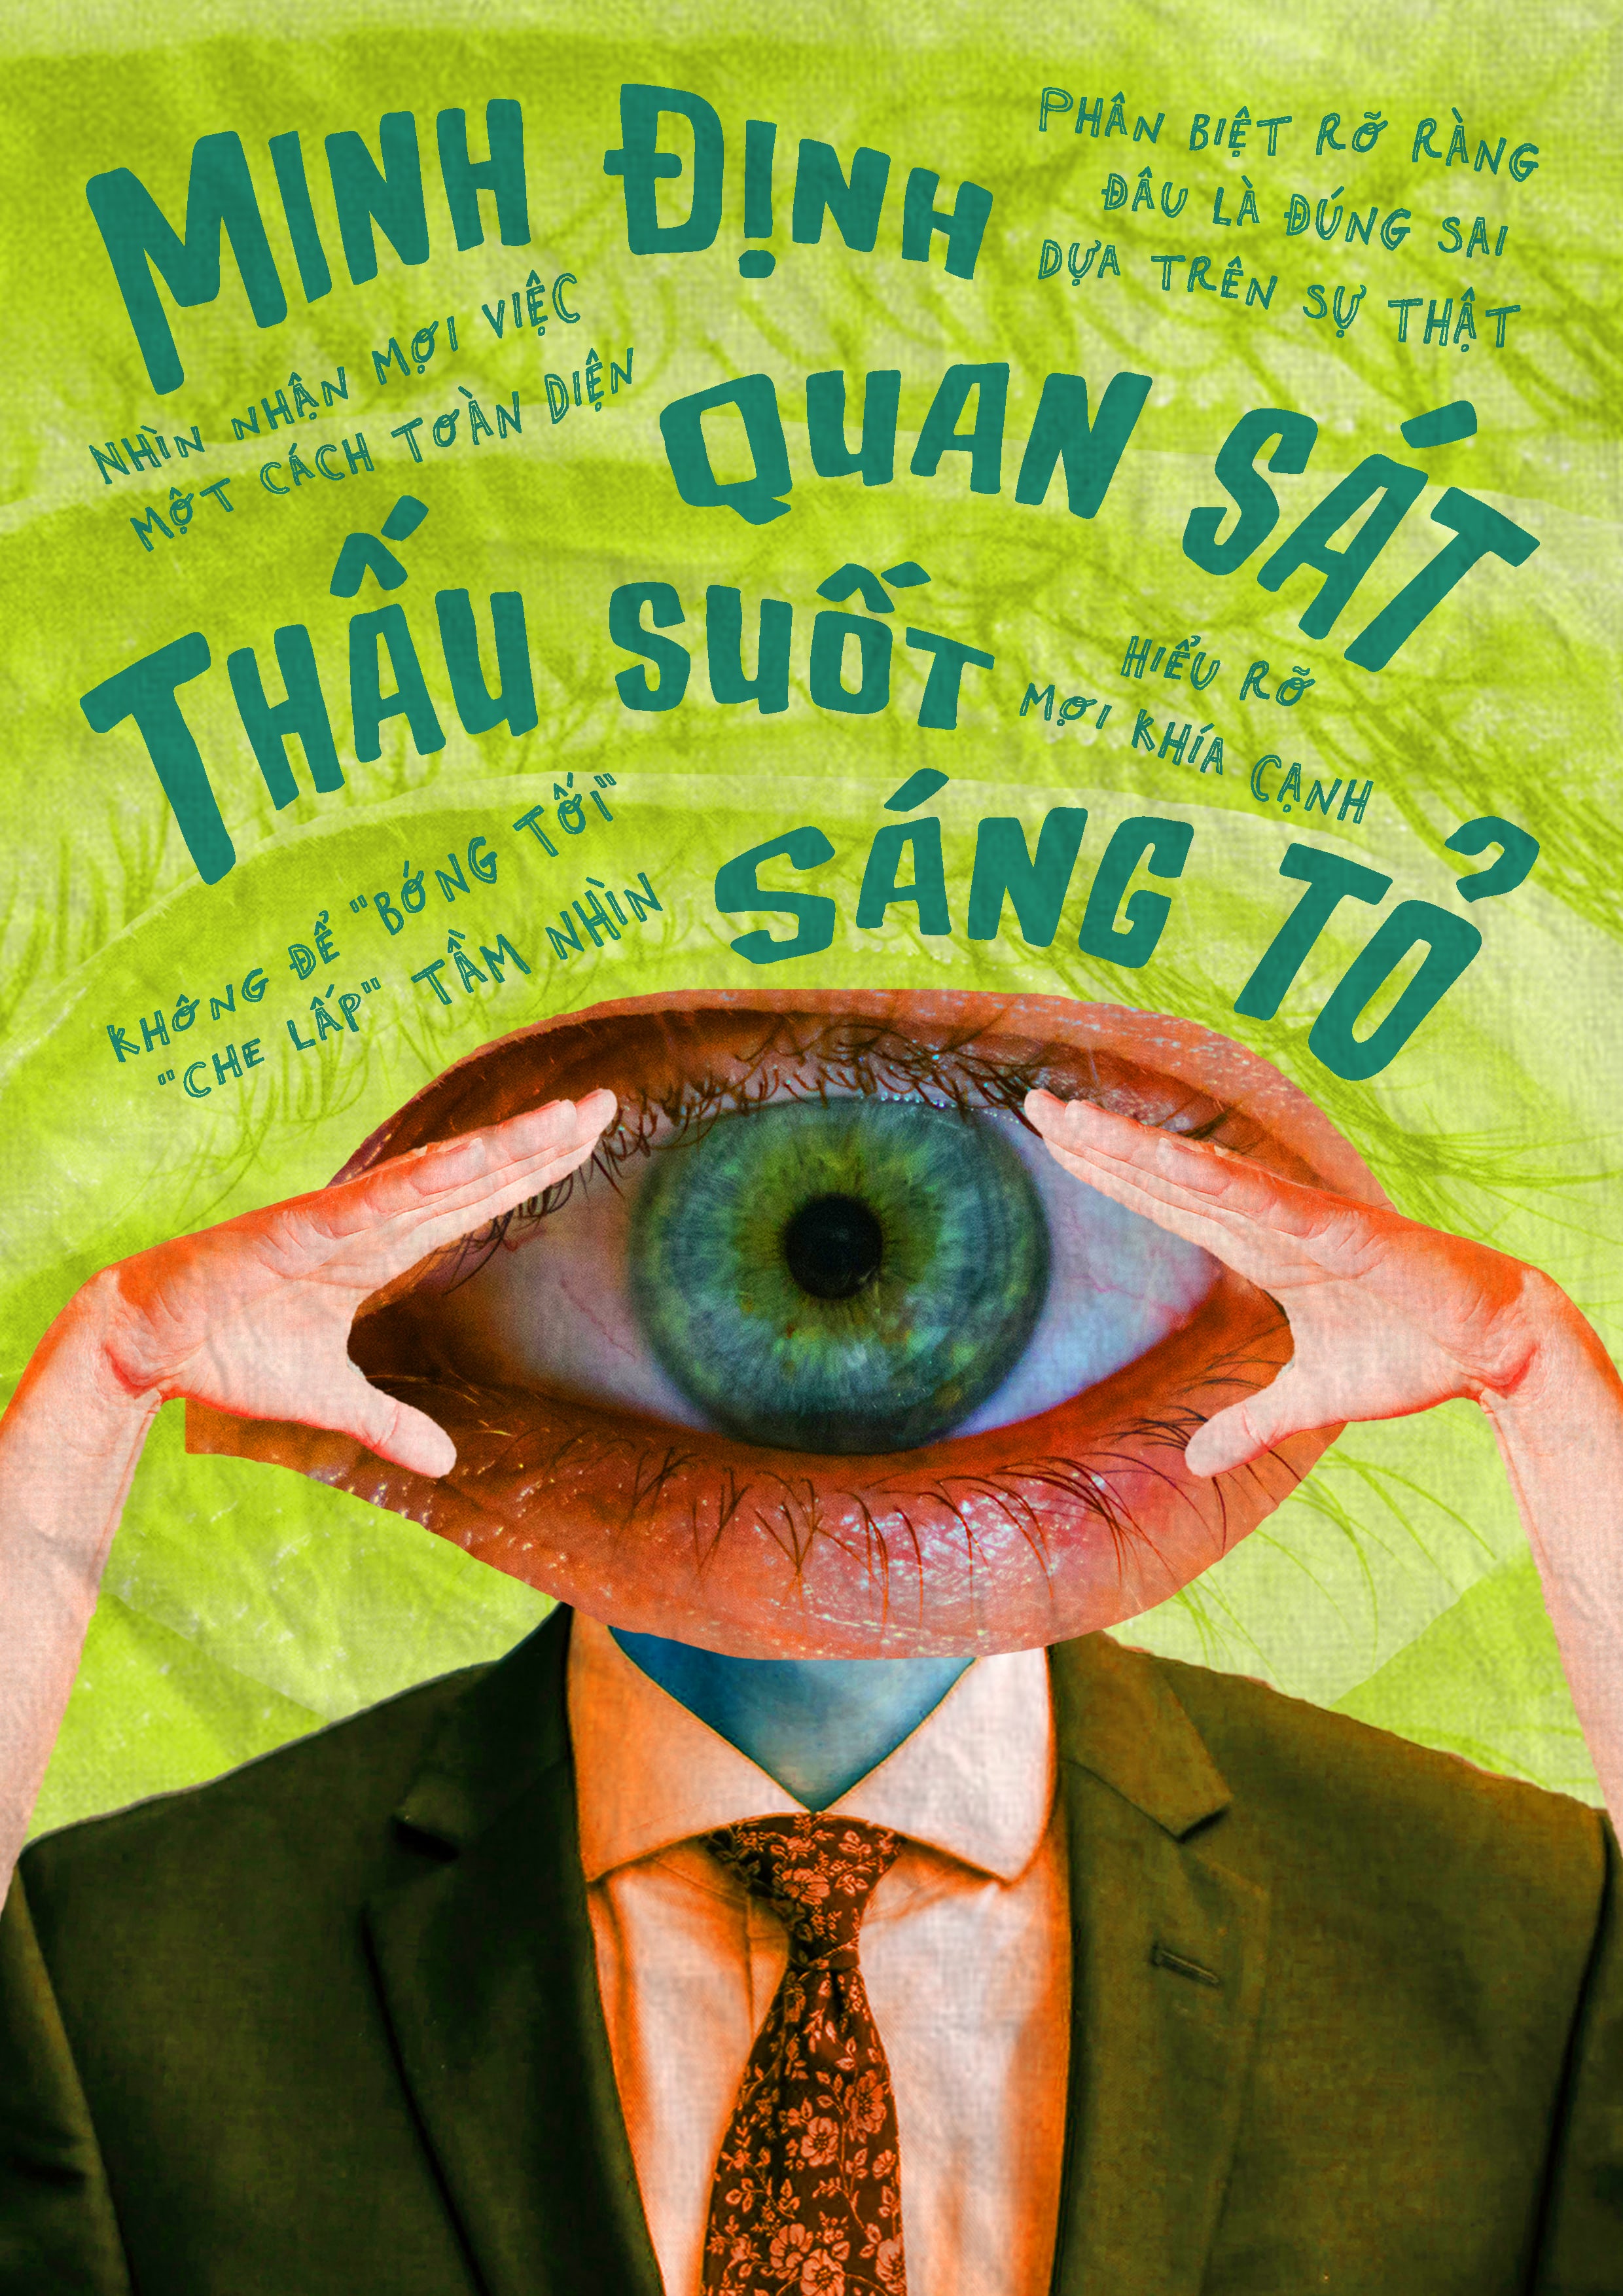 MINH ĐỊNH
PHÂN BIỆT RÕ RÀNG
ĐÂU LÀ ĐÚNG SAI
DỰA TRÊN SỰ THẬT
NHÌN NHẬN MỌI VIỆC
MỘT CÁCH TOÀN DIỆN
QUAN SÁT
THẤU SUỐT
HIỂU RÕ
MỌI KHÍA CẠNH
KHÔNG ĐỂ "BÓNG TỐI"
"CHE LẤP" TẦM NHÌN
SÁNG TỎ